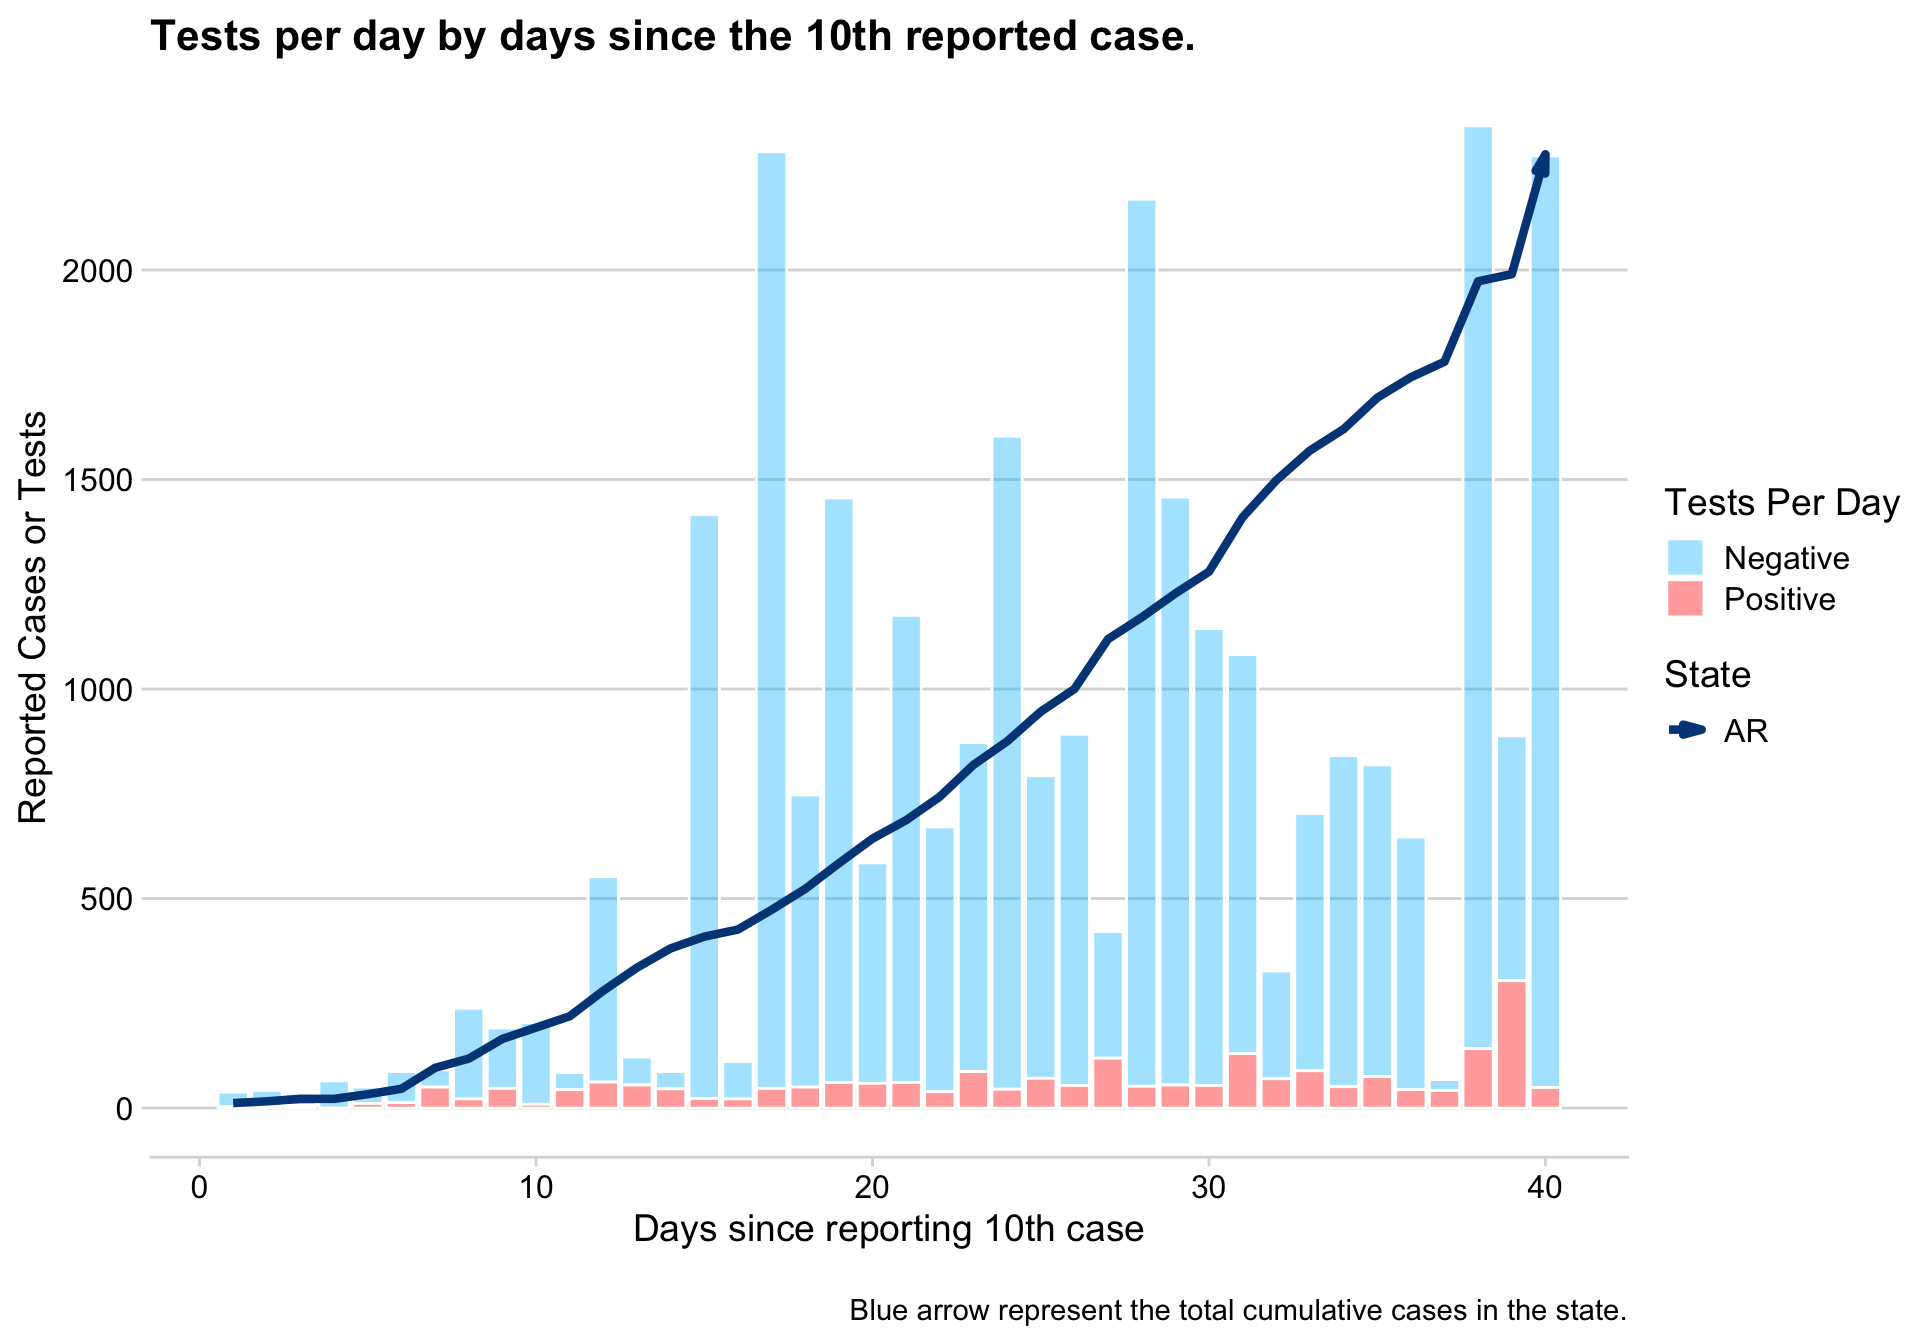 Tests per day by days since the 10th reported case.
Reported Cases or Tests
2000
1500
1000
500
0
0 10 20 30 40
Days since reporting 10th case
Tests Per Day
Negative
Positive
State
AR
Blue arrow represent the total cumulative cases in the state.